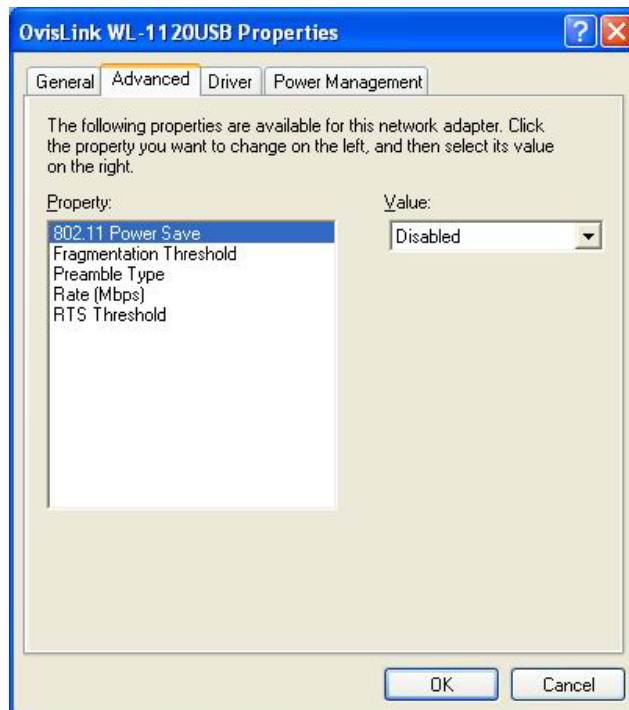 OvisLink WL-1120USB Properties
General Advanced Driver Power Management
The following properties are available for this network adapter. Click
the property you want to change on the left, and then select its value
on the right.
Property:
Value:
802.11 Power Save
Disabled
Fragmentation Threshold
Preamble Type
Rate (Mbps)
RTS Threshold
OK
Cancel